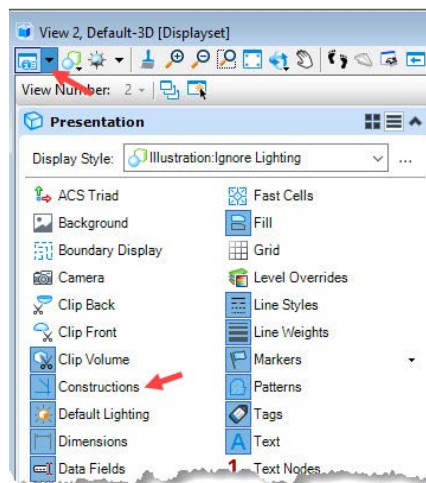 View 2, Default-3D [Displayset]
View Number: 2
Presentation
Display Style: Illustration:Ignore Lighting ...
ACS Triad Fast Cells
Background Fill
Boundary Display Grid
Camera Level Overrides
Clip Back Line Styles
Clip Front Line Weights
Clip Volume Markers
Constructions Patterns
Default Lighting Tags
Dimensions Text
Data Fields Text Nodes